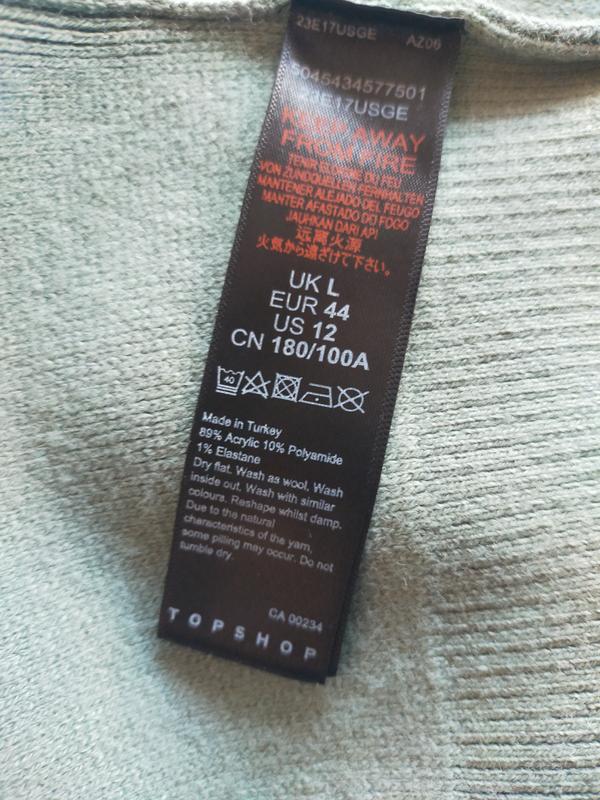 23E17USGE AZ06
5045434577501
23E17USGE
KEEP AWAY
FROM FIRE
TENIR ELOIGNE DU FEU
VON ZUNDQUELLEN FERNHALTEN
MANTENER ALEJADO DEL FUEGO
MANTER AFASTADO DO FOGO
JAUHKAN DARI API
远离火源
火気から遠ざけて下さい。
UK L
EUR 44
US 12
CN 180/100A
40
Made in Turkey
89% Acrylic 10% Polyamide
1% Elastane
Dry flat. Wash as wool. Wash
inside out. Wash with similar
colours. Reshape whilst damp.
Due to the natural
characteristics of the yarn,
some pilling may occur. Do not
tumble dry.
CA 00234
TOPSHOP